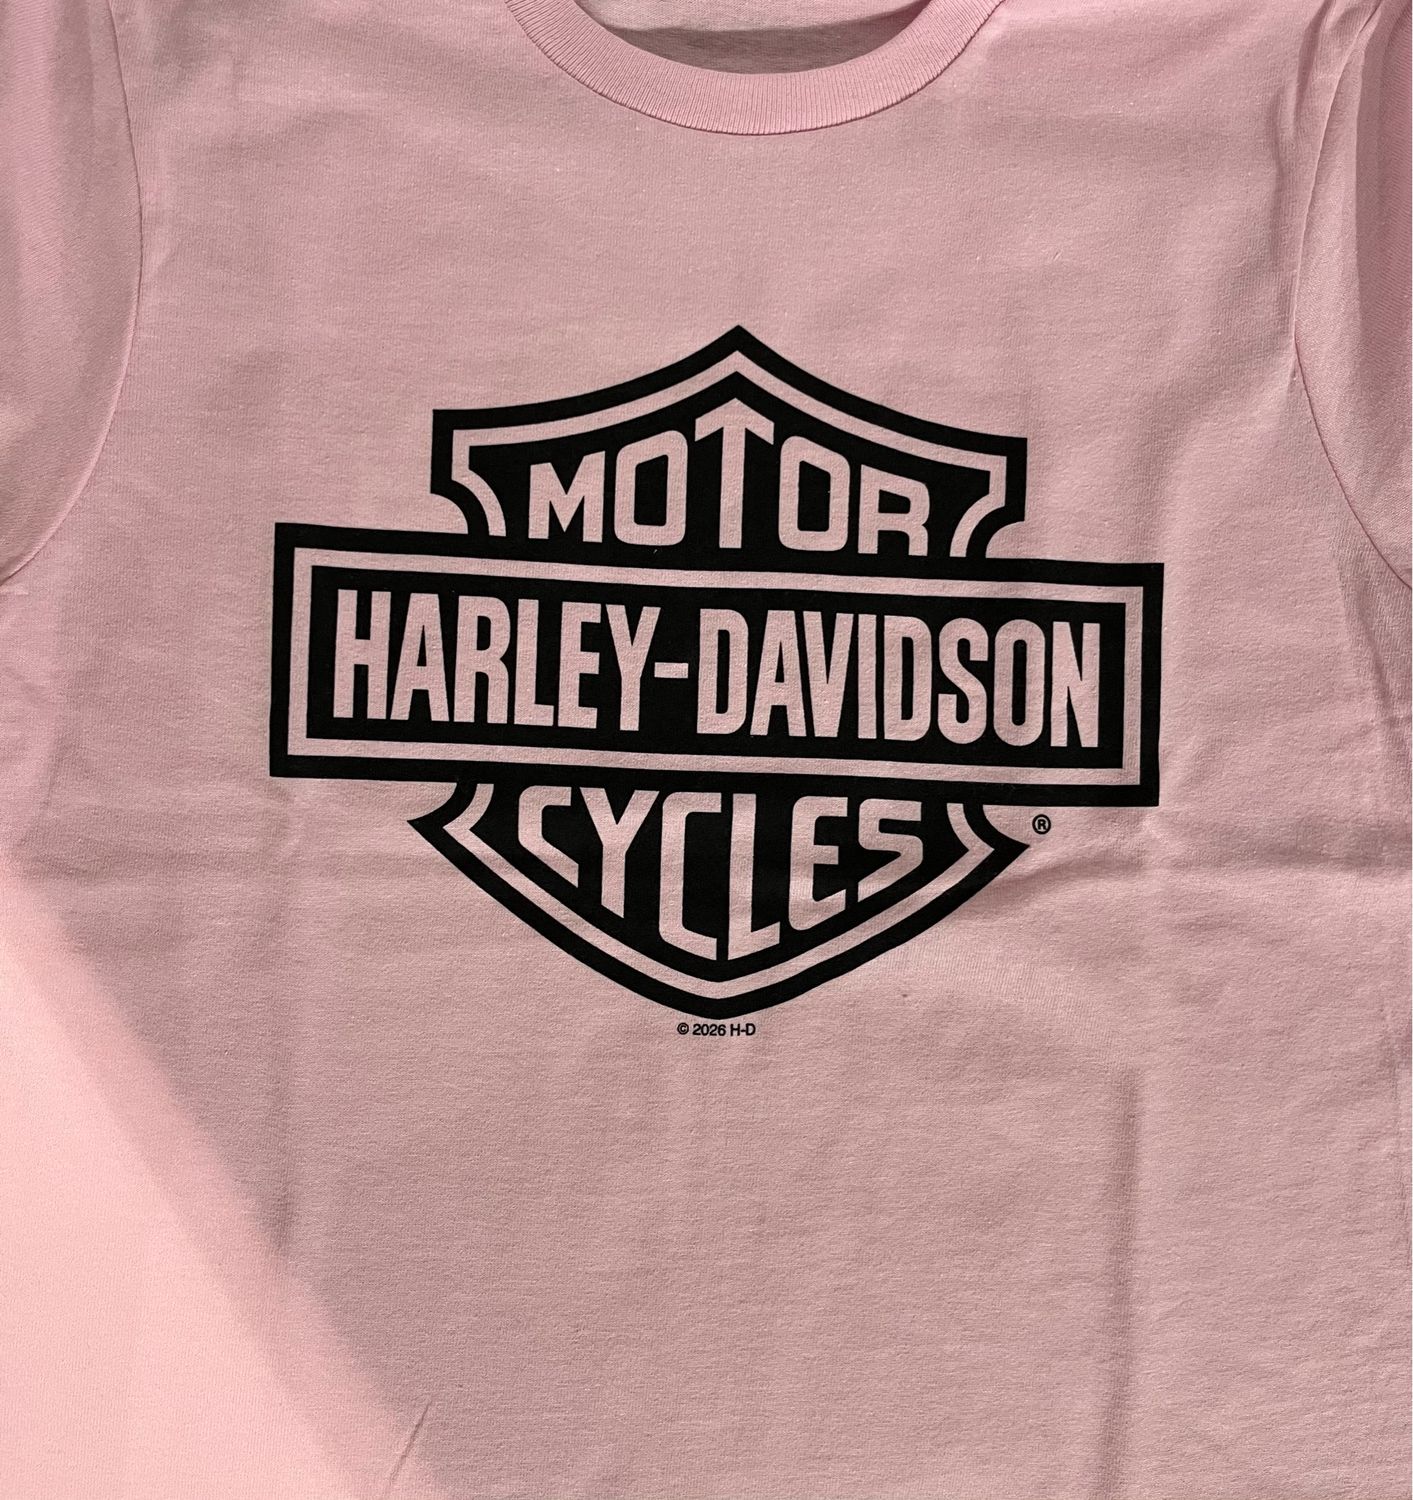 MOTOR
HARLEY-DAVIDSON
CYCLES
®
© 2026 H-D